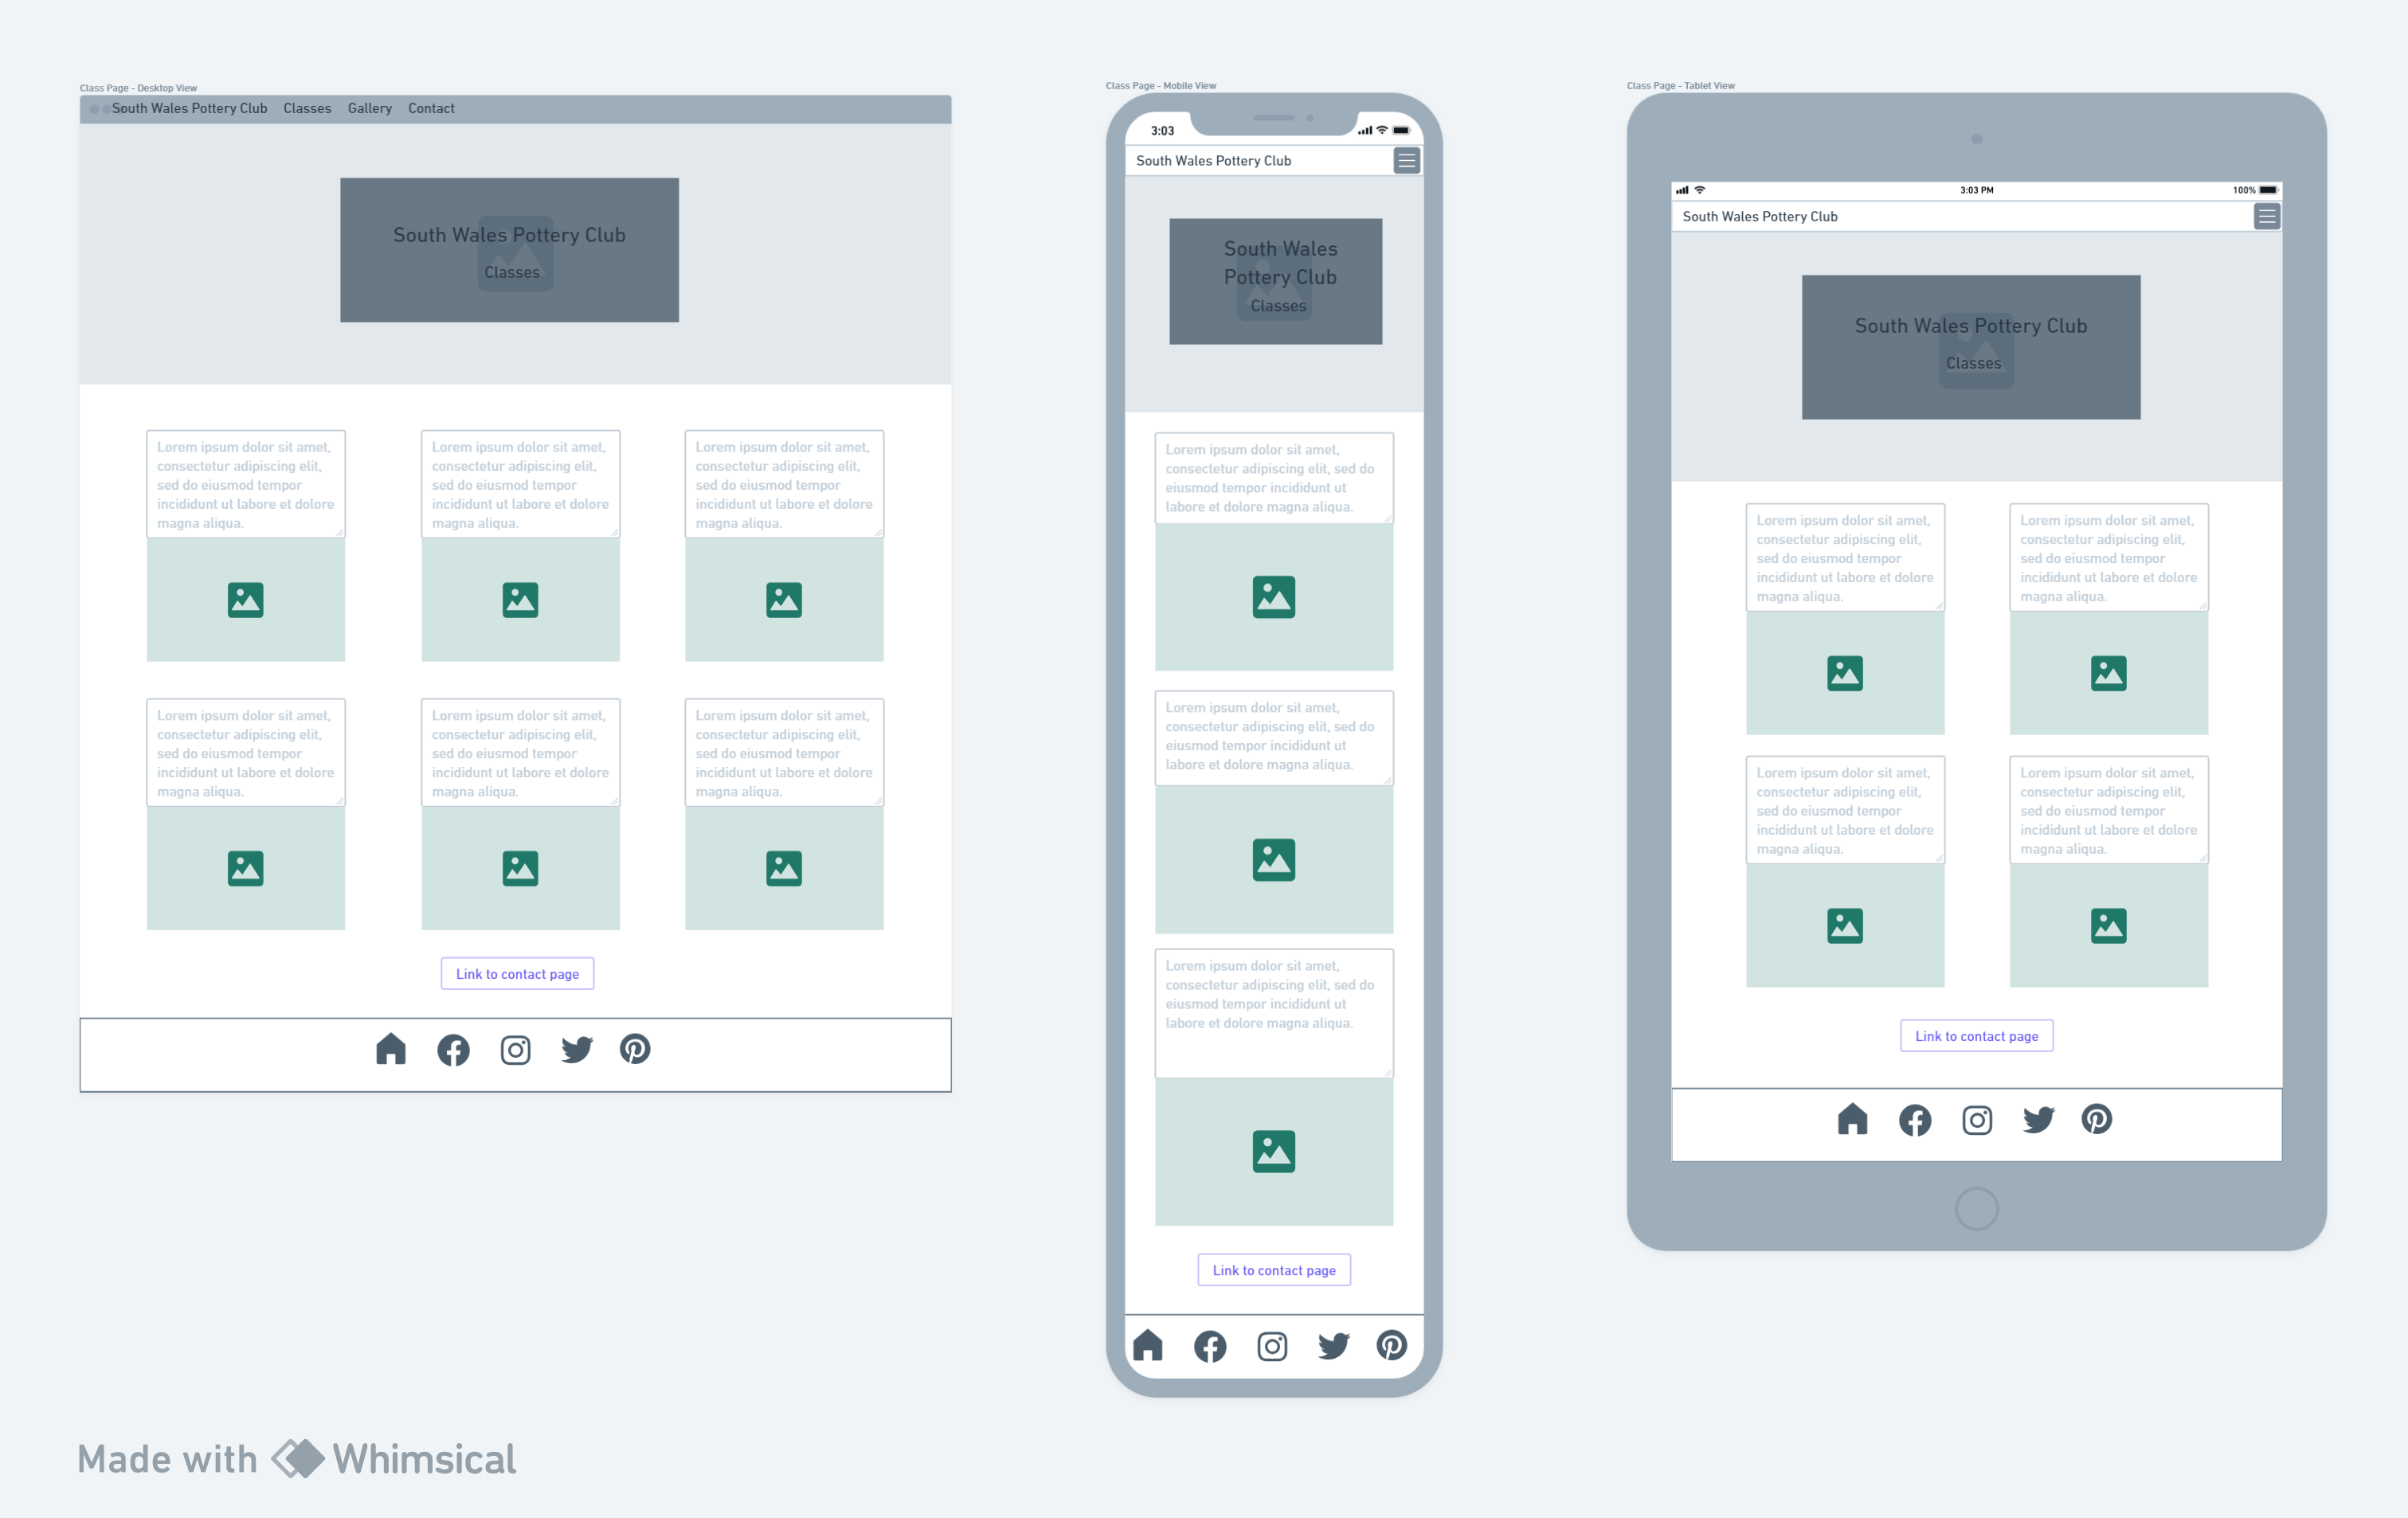 Class Page - Desktop View
South Wales Pottery Club Classes Gallery Contact
South Wales Pottery Club
Classes
Lorem ipsum dolor sit amet,
consectetur adipiscing elit,
sed do eiusmod tempor
incididunt ut labore et dolore
magna aliqua.
Lorem ipsum dolor sit amet,
consectetur adipiscing elit,
sed do eiusmod tempor
incididunt ut labore et dolore
magna aliqua.
Lorem ipsum dolor sit amet,
consectetur adipiscing elit,
sed do eiusmod tempor
incididunt ut labore et dolore
magna aliqua.
Lorem ipsum dolor sit amet,
consectetur adipiscing elit,
sed do eiusmod tempor
incididunt ut labore et dolore
magna aliqua.
Lorem ipsum dolor sit amet,
consectetur adipiscing elit,
sed do eiusmod tempor
incididunt ut labore et dolore
magna aliqua.
Lorem ipsum dolor sit amet,
consectetur adipiscing elit,
sed do eiusmod tempor
incididunt ut labore et dolore
magna aliqua.
Link to contact page
Class Page - Mobile View
3:03
South Wales Pottery Club
South Wales
Pottery Club
Classes
Lorem ipsum dolor sit amet,
consectetur adipiscing elit, sed do
eiusmod tempor incididunt ut
labore et dolore magna aliqua.
Lorem ipsum dolor sit amet,
consectetur adipiscing elit, sed do
eiusmod tempor incididunt ut
labore et dolore magna aliqua.
Lorem ipsum dolor sit amet,
consectetur adipiscing elit, sed do
eiusmod tempor incididunt ut
labore et dolore magna aliqua.
Link to contact page
Class Page - Tablet View
3:03 PM 100%
South Wales Pottery Club
South Wales Pottery Club
Classes
Lorem ipsum dolor sit amet,
consectetur adipiscing elit,
sed do eiusmod tempor
incididunt ut labore et dolore
magna aliqua.
Lorem ipsum dolor sit amet,
consectetur adipiscing elit,
sed do eiusmod tempor
incididunt ut labore et dolore
magna aliqua.
Lorem ipsum dolor sit amet,
consectetur adipiscing elit,
sed do eiusmod tempor
incididunt ut labore et dolore
magna aliqua.
Lorem ipsum dolor sit amet,
consectetur adipiscing elit,
sed do eiusmod tempor
incididunt ut labore et dolore
magna aliqua.
Link to contact page
Made with Whimsical